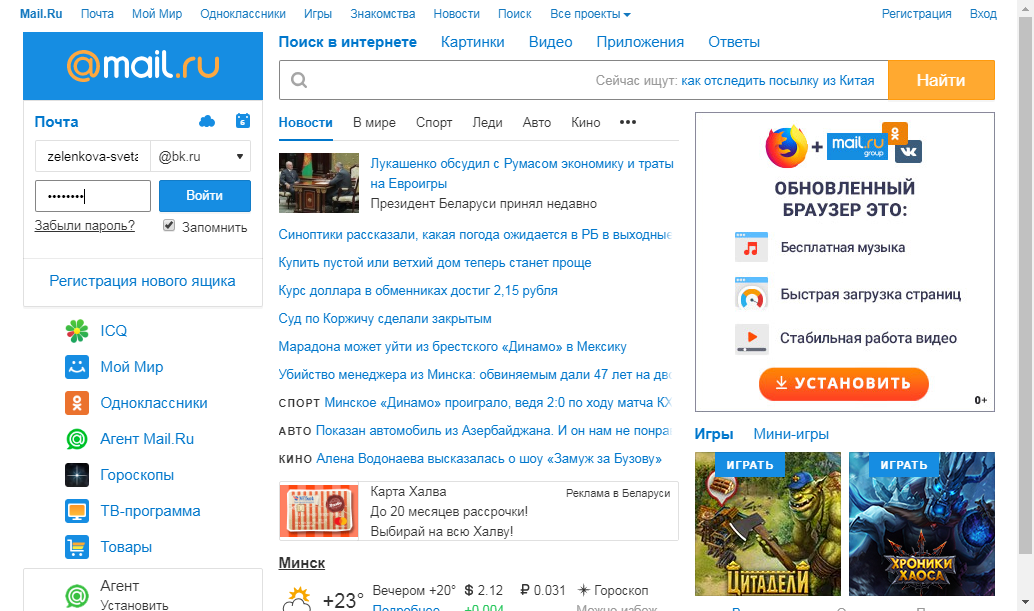 Mail.Ru Почта Мой Мир Одноклассники Игры Знакомства Новости Поиск Все проекты Регистрация Вход
@mail.ru
Почта
6
zelenkova-sveta @bk.ru
Войти
Забыли пароль? Запомнить
Регистрация нового ящика
ICQ
Мой Мир
Одноклассники
Агент Mail.Ru
Гороскопы
ТВ-программа
Товары
Агент
Установить
Поиск в интернете Картинки Видео Приложения Ответы
Сейчас ищут: как отследить посылку из Китая Найти
Новости В мире Спорт Леди Авто Кино •••
Лукашенко обсудил с Румасом экономику и траты
на Евроигры
Президент Беларуси принял недавно
Синоптики рассказали, какая погода ожидается в РБ в выходные
Купить пустой или ветхий дом теперь станет проще
Курс доллара в обменниках достиг 2,15 рубля
Суд по Коржичу сделали закрытым
Марадона может уйти из брестского «Динамо» в Мексику
Убийство менеджера из Минска: обвиняемым дали 47 лет на
СПОРТ Минское «Динамо» проиграло, ведя 2:0 по ходу матча
АВТО Показан автомобиль из Азербайджана. И он нам не
КИНО Алена Водонаева высказалась о шоу «Замуж за Бузову»
Карта Халва Реклама в Беларуси
До 20 месяцев рассрочки!
Выбирай на всю Халву!
Минск
+23° Вечером +20° $ 2.12 ₽ 0.031 Гороскоп
Подробнее +0.004 Можно избеж
+ mail.ru
group
ОБНОВЛЕННЫЙ
БРАУЗЕР ЭТО:
Бесплатная музыка
Быстрая загрузка страниц
Стабильная работа видео
УСТАНОВИТЬ
0+
Игры Мини-игры
ИГРАТЬ ИГРАТЬ
ЦИТАДЕЛИ
ХРОНИКИ
ХАОСА